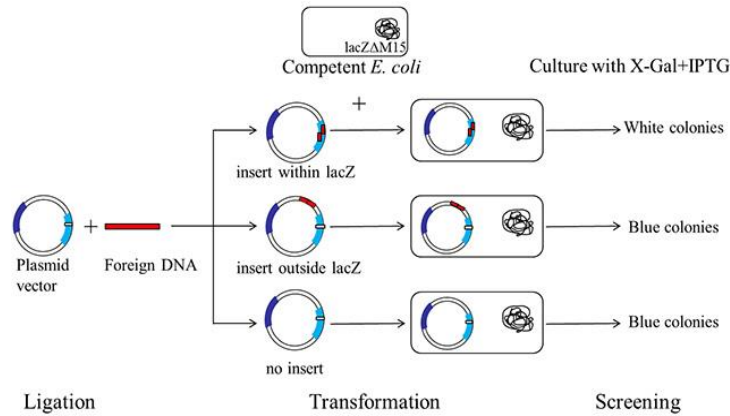 lacZΔM15
Competent E. coli
Culture with X-Gal+IPTG
+
White colonies
insert within lacZ
+
Plasmid
vector
Foreign DNA
insert outside lacZ
Blue colonies
Blue colonies
no insert
Ligation
Transformation
Screening